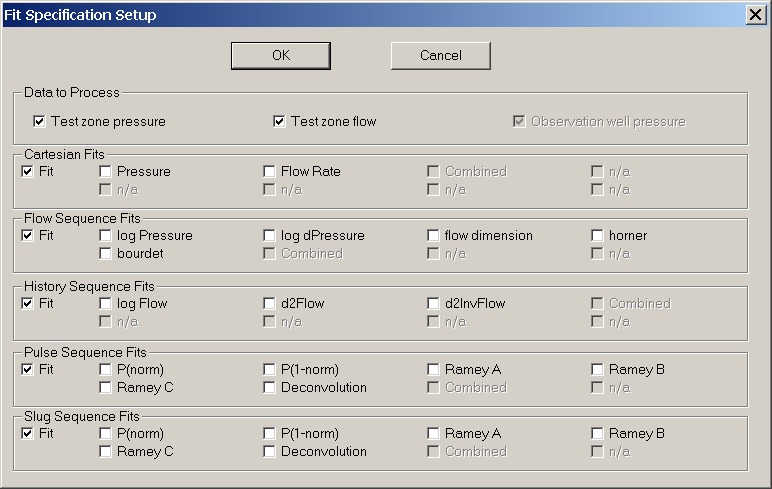 Fit Specification Setup
OK Cancel
Data to Process
Test zone pressure Test zone flow Observation well pressure
Cartesian Fits
Fit Pressure Flow Rate Combined n/a
n/a n/a n/a n/a
Flow Sequence Fits
Fit log Pressure log dPressure flow dimension horner
bourdet Combined n/a n/a
History Sequence Fits
Fit log Flow d2Flow d2InvFlow Combined
n/a n/a n/a n/a
Pulse Sequence Fits
Fit P(norm) P(1-norm) Ramey A Ramey B
Ramey C Deconvolution Combined n/a
Slug Sequence Fits
Fit P(norm) P(1-norm) Ramey A Ramey B
Ramey C Deconvolution Combined n/a